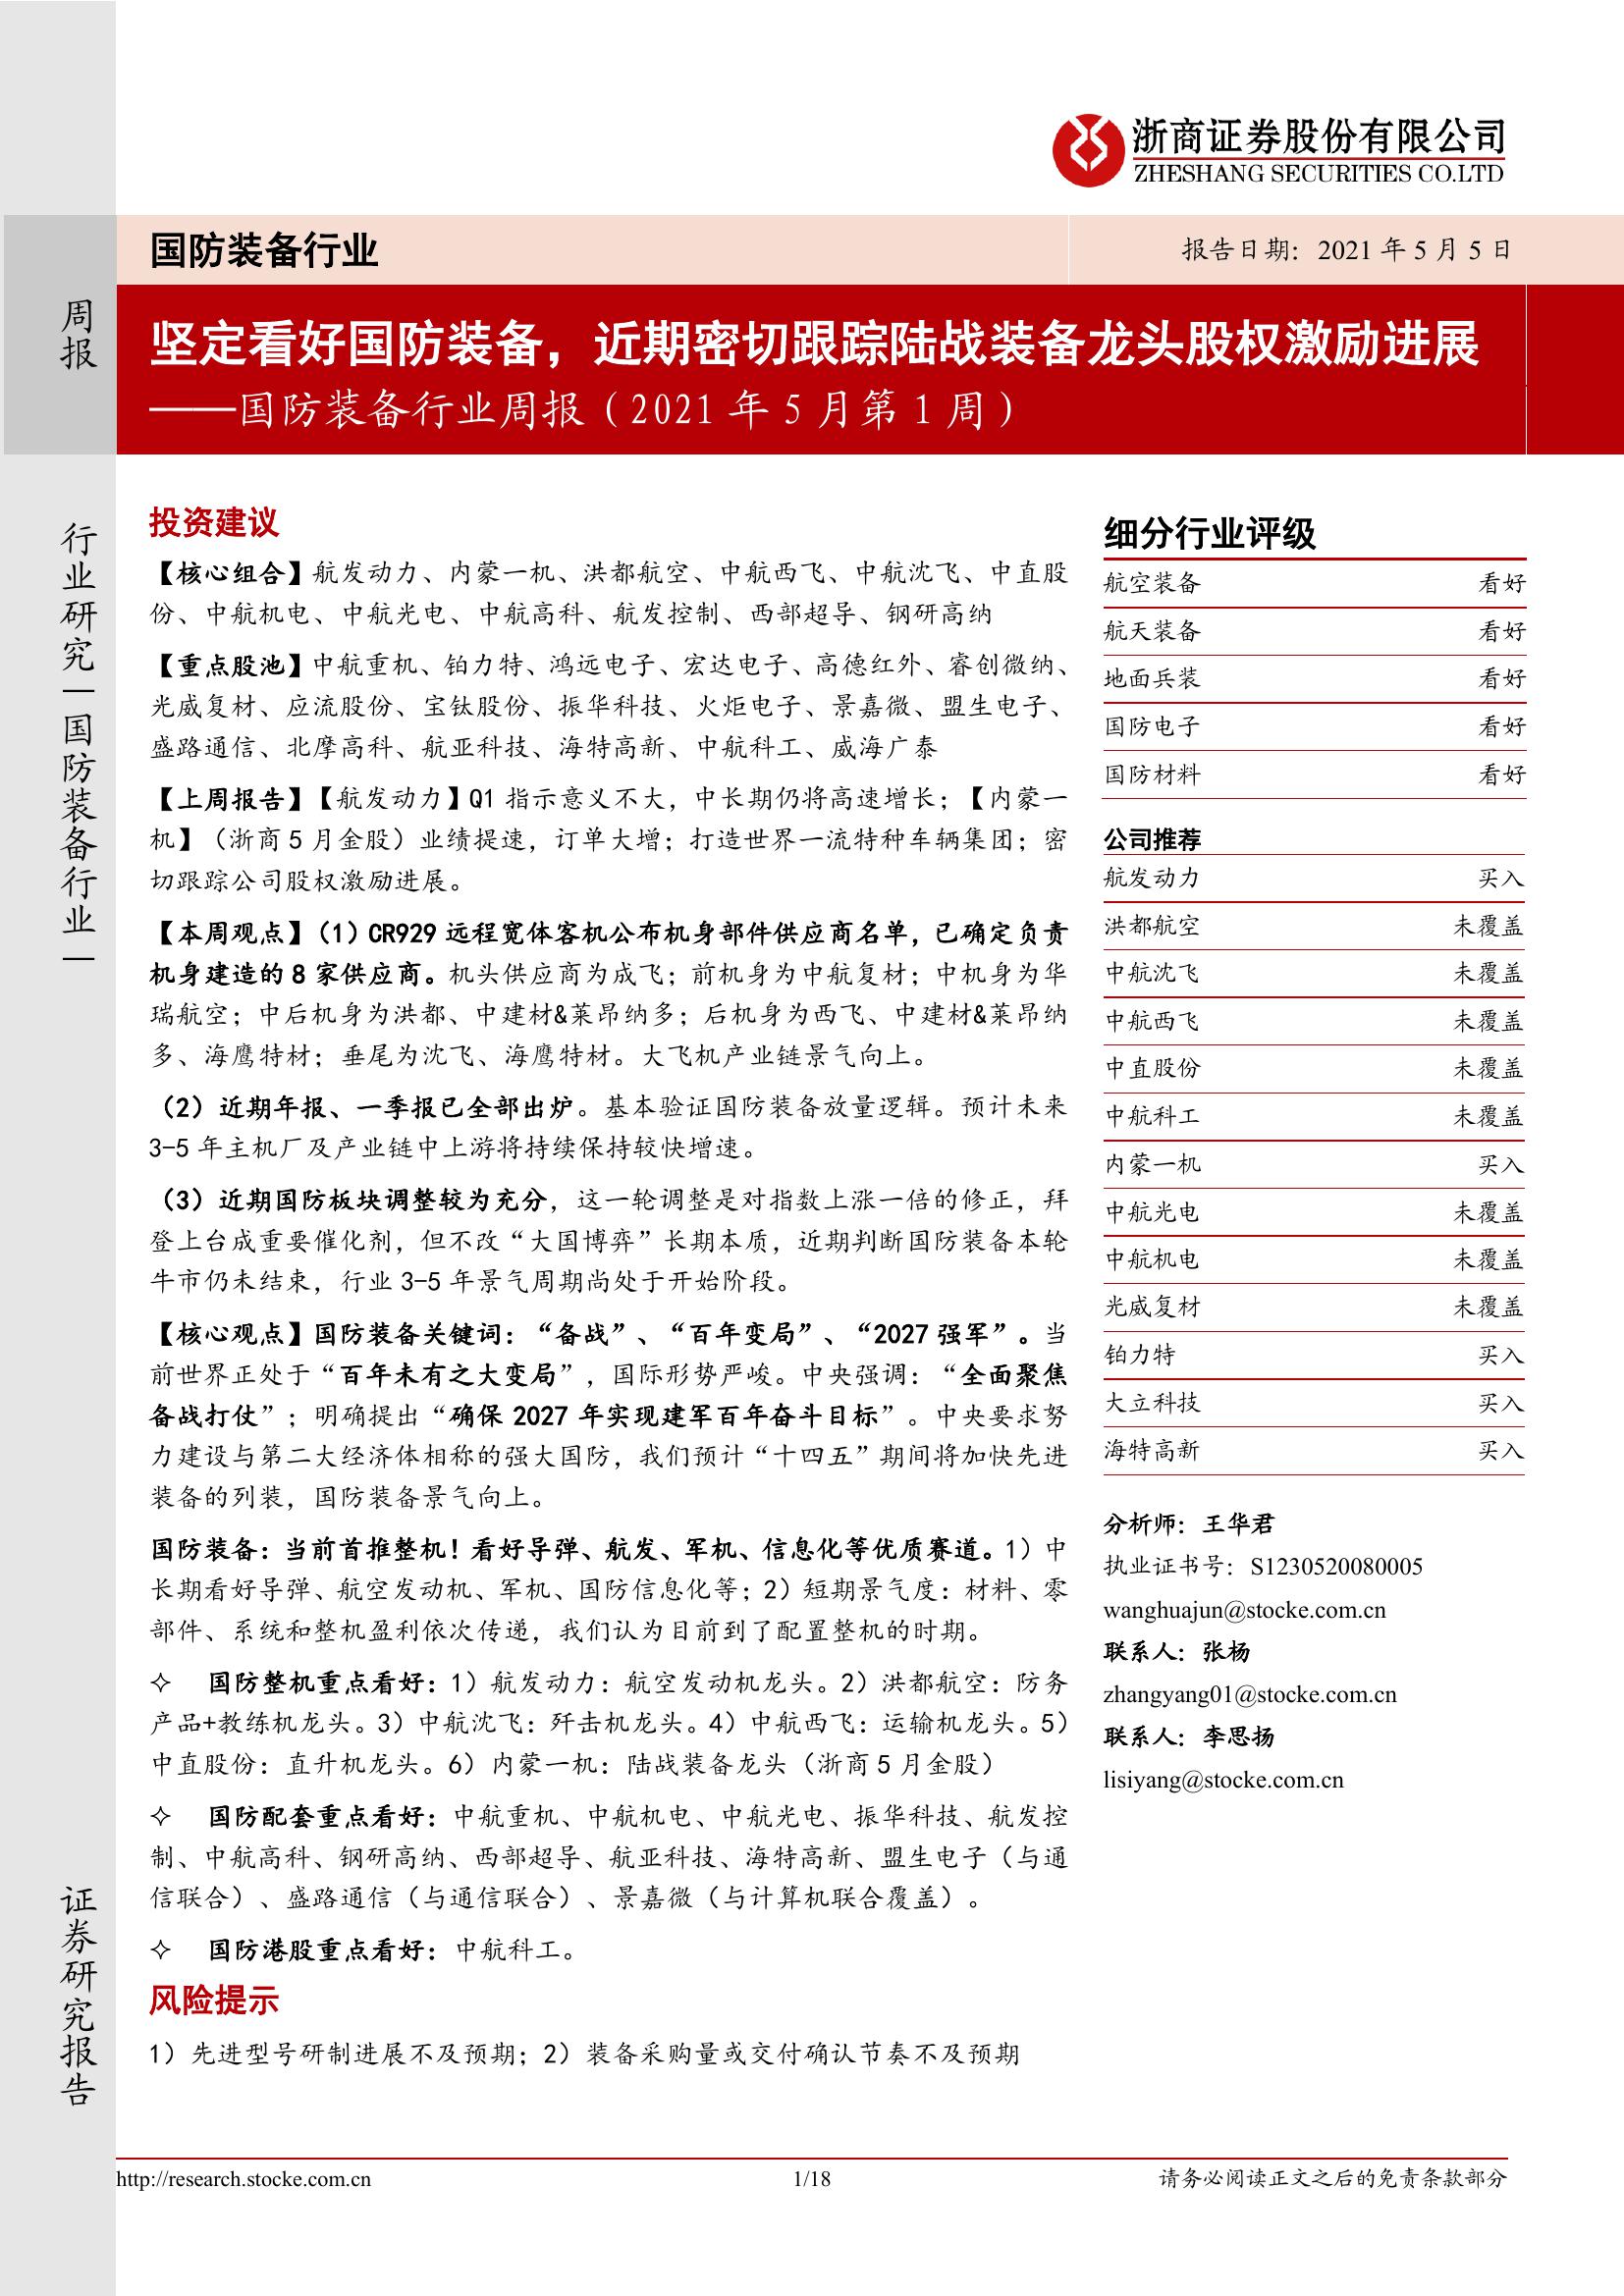 浙商证券股份有限公司
ZHESHANG SECURITIES CO.LTD
国防装备行业
报告日期：2021 年 5 月 5 日
周报
坚定看好国防装备，近期密切跟踪陆战装备龙头股权激励进展
——国防装备行业周报（2021 年 5 月第 1 周）
行业研究｜国防装备行业｜
证券研究报告
投资建议
【核心组合】航发动力、内蒙一机、洪都航空、中航西飞、中航沈飞、中直股
份、中航机电、中航光电、中航高科、航发控制、西部超导、钢研高纳
【重点股池】中航重机、铂力特、鸿远电子、宏达电子、高德红外、睿创微纳、
光威复材、应流股份、宝钛股份、振华科技、火炬电子、景嘉微、盟生电子、
盛路通信、北摩高科、航亚科技、海特高新、中航科工、威海广泰
【上周报告】【航发动力】Q1 指示意义不大，中长期仍将高速增长；【内蒙一
机】（浙商 5 月金股）业绩提速，订单大增；打造世界一流特种车辆集团；密
切跟踪公司股权激励进展。
【本周观点】（1）CR929 远程宽体客机公布机身部件供应商名单，已确定负责
机身建造的 8 家供应商。机头供应商为成飞；前机身为中航复材；中机身为华
瑞航空；中后机身为洪都、中建材&莱昂纳多；后机身为西飞、中建材&莱昂纳
多、海鹰特材；垂尾为沈飞、海鹰特材。大飞机产业链景气向上。
（2）近期年报、一季报已全部出炉。基本验证国防装备放量逻辑。预计未来
3-5 年主机厂及产业链中上游将持续保持较快增速。
（3）近期国防板块调整较为充分，这一轮调整是对指数上涨一倍的修正，拜
登上台成重要催化剂，但不改“大国博弈”长期本质，近期判断国防装备本轮
牛市仍未结束，行业 3-5 年景气周期尚处于开始阶段。
【核心观点】国防装备关键词：“备战”、“百年变局”、“2027 强军”。当
前世界正处于“百年未有之大变局”，国际形势严峻。中央强调：“全面聚焦
备战打仗”；明确提出“确保 2027 年实现建军百年奋斗目标”。中央要求努
力建设与第二大经济体相称的强大国防，我们预计“十四五”期间将加快先进
装备的列装，国防装备景气向上。
国防装备：当前首推整机！看好导弹、航发、军机、信息化等优质赛道。1）中
长期看好导弹、航空发动机、军机、国防信息化等；2）短期景气度：材料、零
部件、系统和整机盈利依次传递，我们认为目前到了配置整机的时期。
✧ 国防整机重点看好：1）航发动力：航空发动机龙头。2）洪都航空：防务
产品+教练机龙头。3）中航沈飞：歼击机龙头。4）中航西飞：运输机龙头。5）
中直股份：直升机龙头。6）内蒙一机：陆战装备龙头（浙商 5 月金股）
✧ 国防配套重点看好：中航重机、中航机电、中航光电、振华科技、航发控
制、中航高科、钢研高纳、西部超导、航亚科技、海特高新、盟生电子（与通
信联合）、盛路通信（与通信联合）、景嘉微（与计算机联合覆盖）。
✧ 国防港股重点看好：中航科工。
风险提示
1）先进型号研制进展不及预期；2）装备采购量或交付确认节奏不及预期
细分行业评级
航空装备 看好
航天装备 看好
地面兵装 看好
国防电子 看好
国防材料 看好
公司推荐
航发动力 买入
洪都航空 未覆盖
中航沈飞 未覆盖
中航西飞 未覆盖
中直股份 未覆盖
中航科工 未覆盖
内蒙一机 买入
中航光电 未覆盖
中航机电 未覆盖
光威复材 未覆盖
铂力特 买入
大立科技 买入
海特高新 买入
分析师：王华君
执业证书号：S1230520080005
wanghuajun@stocke.com.cn
联系人：张杨
zhangyang01@stocke.com.cn
联系人：李思扬
lisiyang@stocke.com.cn
http://research.stocke.com.cn
1/18
请务必阅读正文之后的免责条款部分